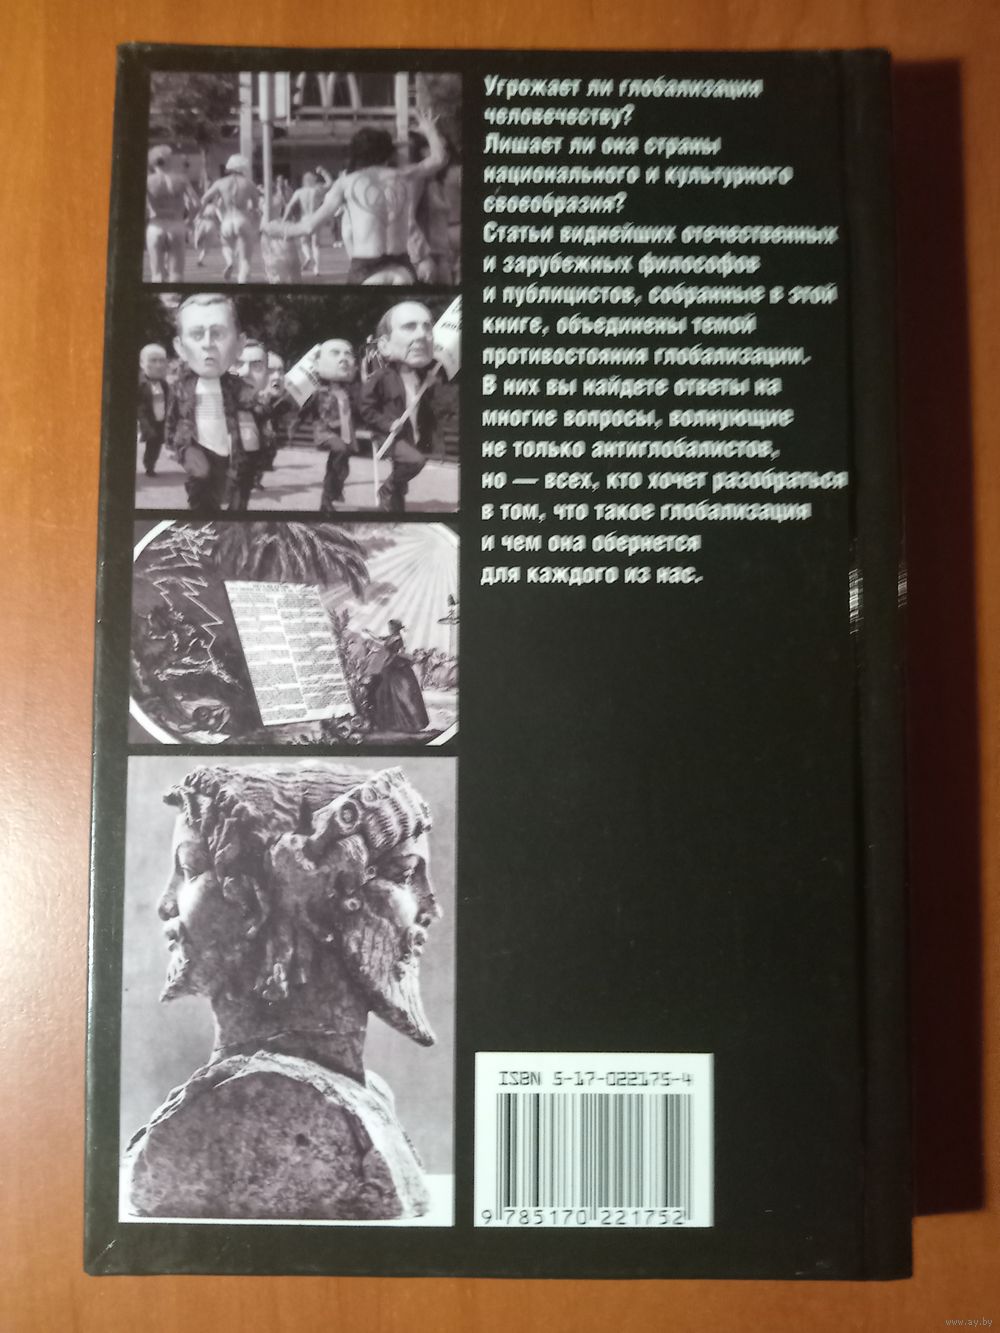 Угрожает ли глобализация
человечеству?
Лишает ли она страны
национального и культурного
своеобразия?
Статьи виднейших отечественных
и зарубежных философов
и публицистов, собранные в этой
книге, объединены темой
противостояния глобализации.
В них вы найдете ответы на
многие вопросы, волнующие
не только антиглобалистов,
но — всех, кто хочет разобраться
в том, что такое глобализация
и чем она обернется
для каждого из нас.
ISBN 5-17-022175-4
9 785170 221752
www.ay.by